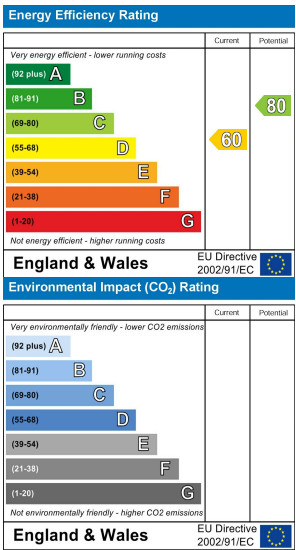 Energy Efficiency Rating
Current Potential
Very energy efficient - lower running costs
(92 plus) A
(81-91) B
80
(69-80) C
(55-68) D
60
(39-54) E
(21-38) F
(1-20) G
Not energy efficient - higher running costs
England & Wales
EU Directive
2002/91/EC
Environmental Impact (CO2) Rating
Current Potential
Very environmentally friendly - lower CO2 emissions
(92 plus) A
(81-91) B
(69-80) C
(55-68) D
(39-54) E
(21-38) F
(1-20) G
Not environmentally friendly - higher CO2 emissions
England & Wales
EU Directive
2002/91/EC